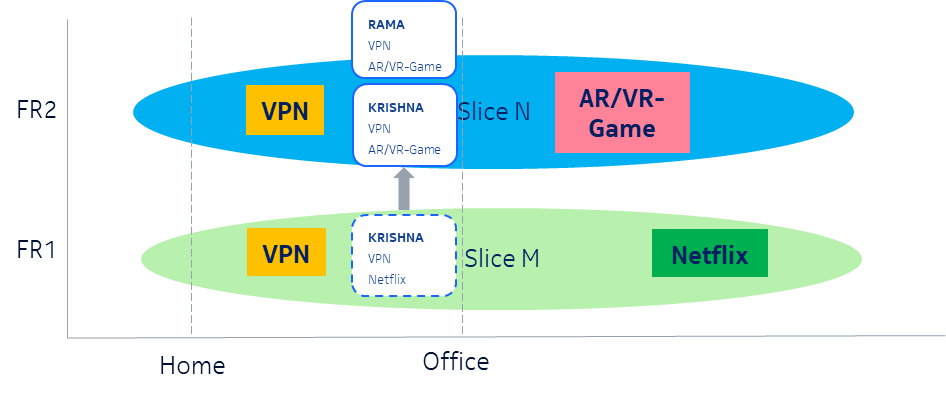 RAMA
VPN
AR/VR-Game
FR2
VPN
KRISHNA
VPN
AR/VR-Game
Slice N
AR/VR-
Game
FR1
VPN
KRISHNA
VPN
Netflix
Slice M
Netflix
Home
Office